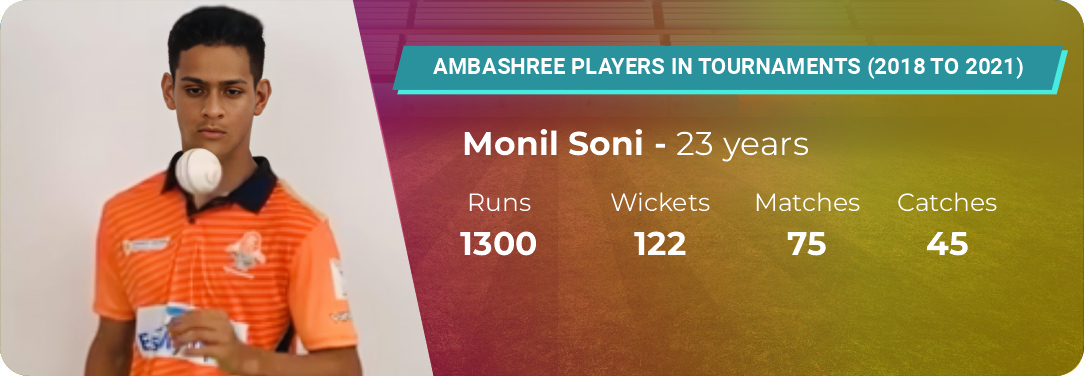 AMBASHREE PLAYERS IN TOURNAMENTS (2018 TO 2021)
Monil Soni - 23 years
Runs Wickets Matches Catches
1300 122 75 45